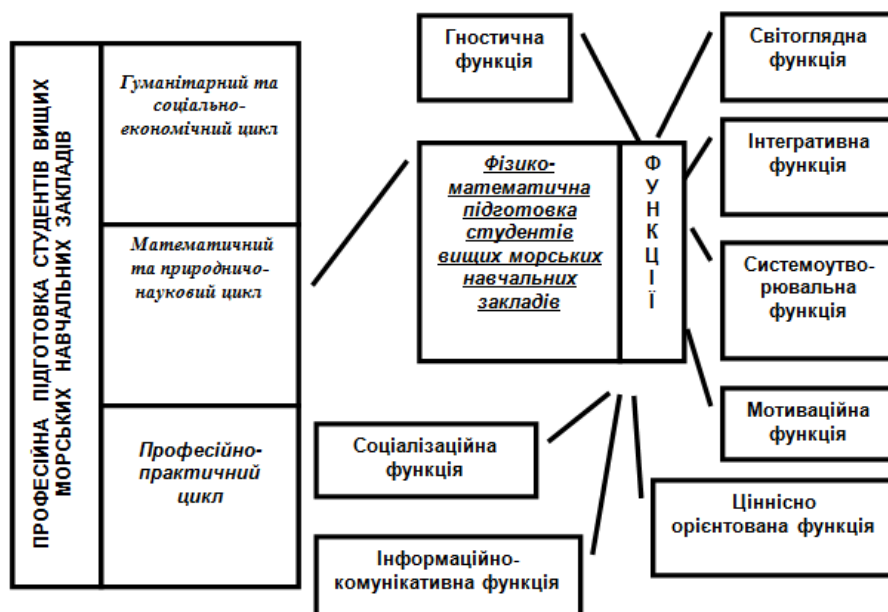 ПРОФЕСІЙНА ПІДГОТОВКА СТУДЕНТІВ ВИЩИХ
МОРСЬКИХ НАВЧАЛЬНИХ ЗАКЛАДІВ
Гуманітарний та
соціально-
економічний цикл
Математичний
та природничо-
науковий цикл
Професійно-
практичний
цикл
Гностична
функція
Світоглядна
функція
Фізико-
математична
підготовка
студентів
вищих морських
навчальних
закладів
ФУНКЦІЇ
Інтегративна
функція
Системоутво-
рювальна
функція
Мотиваційна
функція
Соціалізаційна
функція
Ціннісно
орієнтована функція
Інформаційно-
комунікативна функція